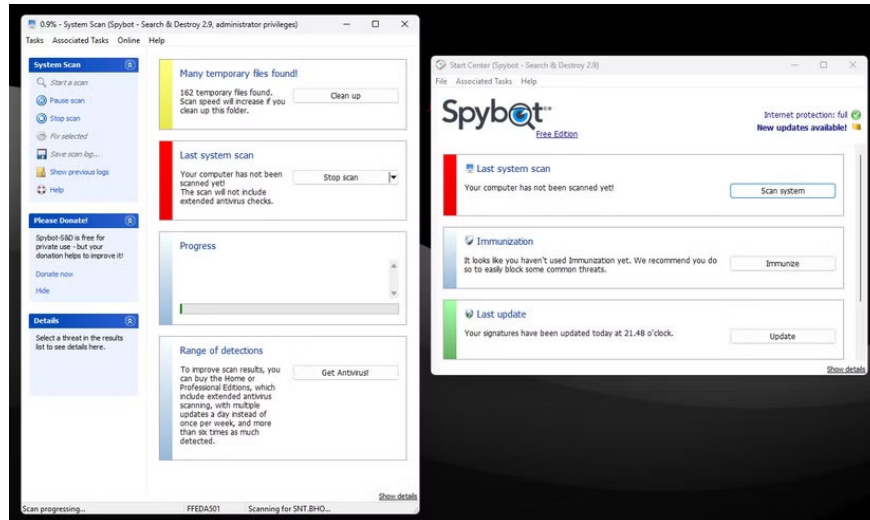 0.9% - System Scan (Spybot - Search & Destroy 2.9, administrator privileges)
Tasks Associated Tasks Online Help
System Scan
Start a scan
Pause scan
Stop scan
Fix selected
Save scan log...
Show previous logs
Help
Please Donate!
Spybot-S&D is free for
private use - but your
donation helps to improve it!
Donate now
Hide
Details
Select a threat in the results
list to see details here.
Many temporary files found!
162 temporary files found.
Scan speed will increase if you
clean up this folder.
Clean up
Last system scan
Your computer has not been
scanned yet!
The scan will not include
extended antivirus checks.
Stop scan
Progress
Range of detections
To improve scan results, you
can buy the Home or
Professional Editions, which
include extended antivirus
scanning, with multiple
updates a day instead of
once per week, and more
than six times as much
detected.
Get Antivirus!
Show details
Scan progressing... FFEDA501 Scanning for SNT.BHO...
Start Center (Spybot - Search & Destroy 2.9)
File Associated Tasks Help
Spybot
Free Edition
Internet protection: full
New updates available!
Last system scan
Your computer has not been scanned yet!
Scan system
Immunization
It looks like you haven't used Immunization yet. We recommend you do
so to easily block some common threats.
Immunize
Last update
Your signatures have been updated today at 21.48 o'clock.
Update
Show details